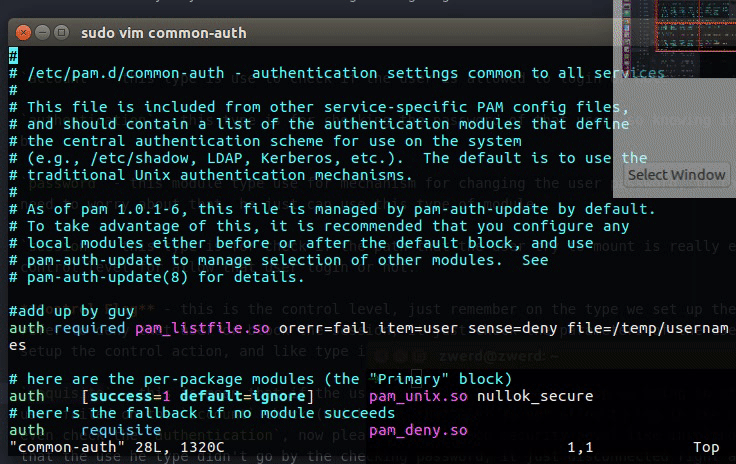 sudo vim common-auth
#
# /etc/pam.d/common-auth - authentication settings common to all services
#
# This file is included from other service-specific PAM config files,
# and should contain a list of the authentication modules that define
# the central authentication scheme for use on the system
# (e.g., /etc/shadow, LDAP, Kerberos, etc.).  The default is to use the
# traditional Unix authentication mechanisms.
#
# As of pam 1.0.1-6, this file is managed by pam-auth-update by default.
# To take advantage of this, it is recommended that you configure any
# local modules either before or after the default block, and use
# pam-auth-update to manage selection of other modules.  See
# pam-auth-update(8) for details.
#add up by guy
auth required pam_listfile.so orerr=fail item=user sense=deny file=/temp/usernam
es
# here are the per-package modules (the "Primary" block)
auth    [success=1 default=ignore]      pam_unix.so nullok_secure
# here's the fallback if no module succeeds
auth    requisite                       pam_deny.so
"common-auth" 28L, 1320C                                      1,1           Top
Select Window
zwerd@zwerd: ~